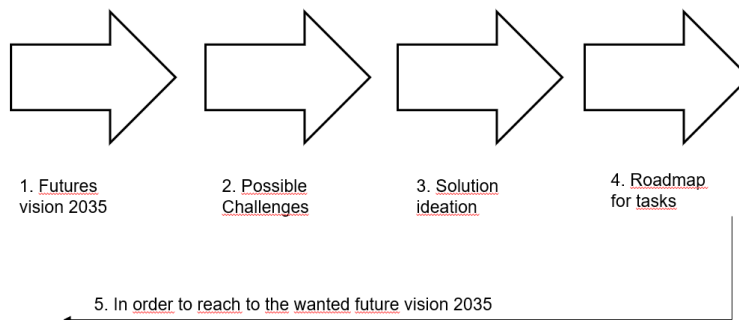 1. Futures
vision 2035
2. Possible
Challenges
3. Solution
ideation
4. Roadmap
for tasks
5. In order to reach to the wanted future vision 2035